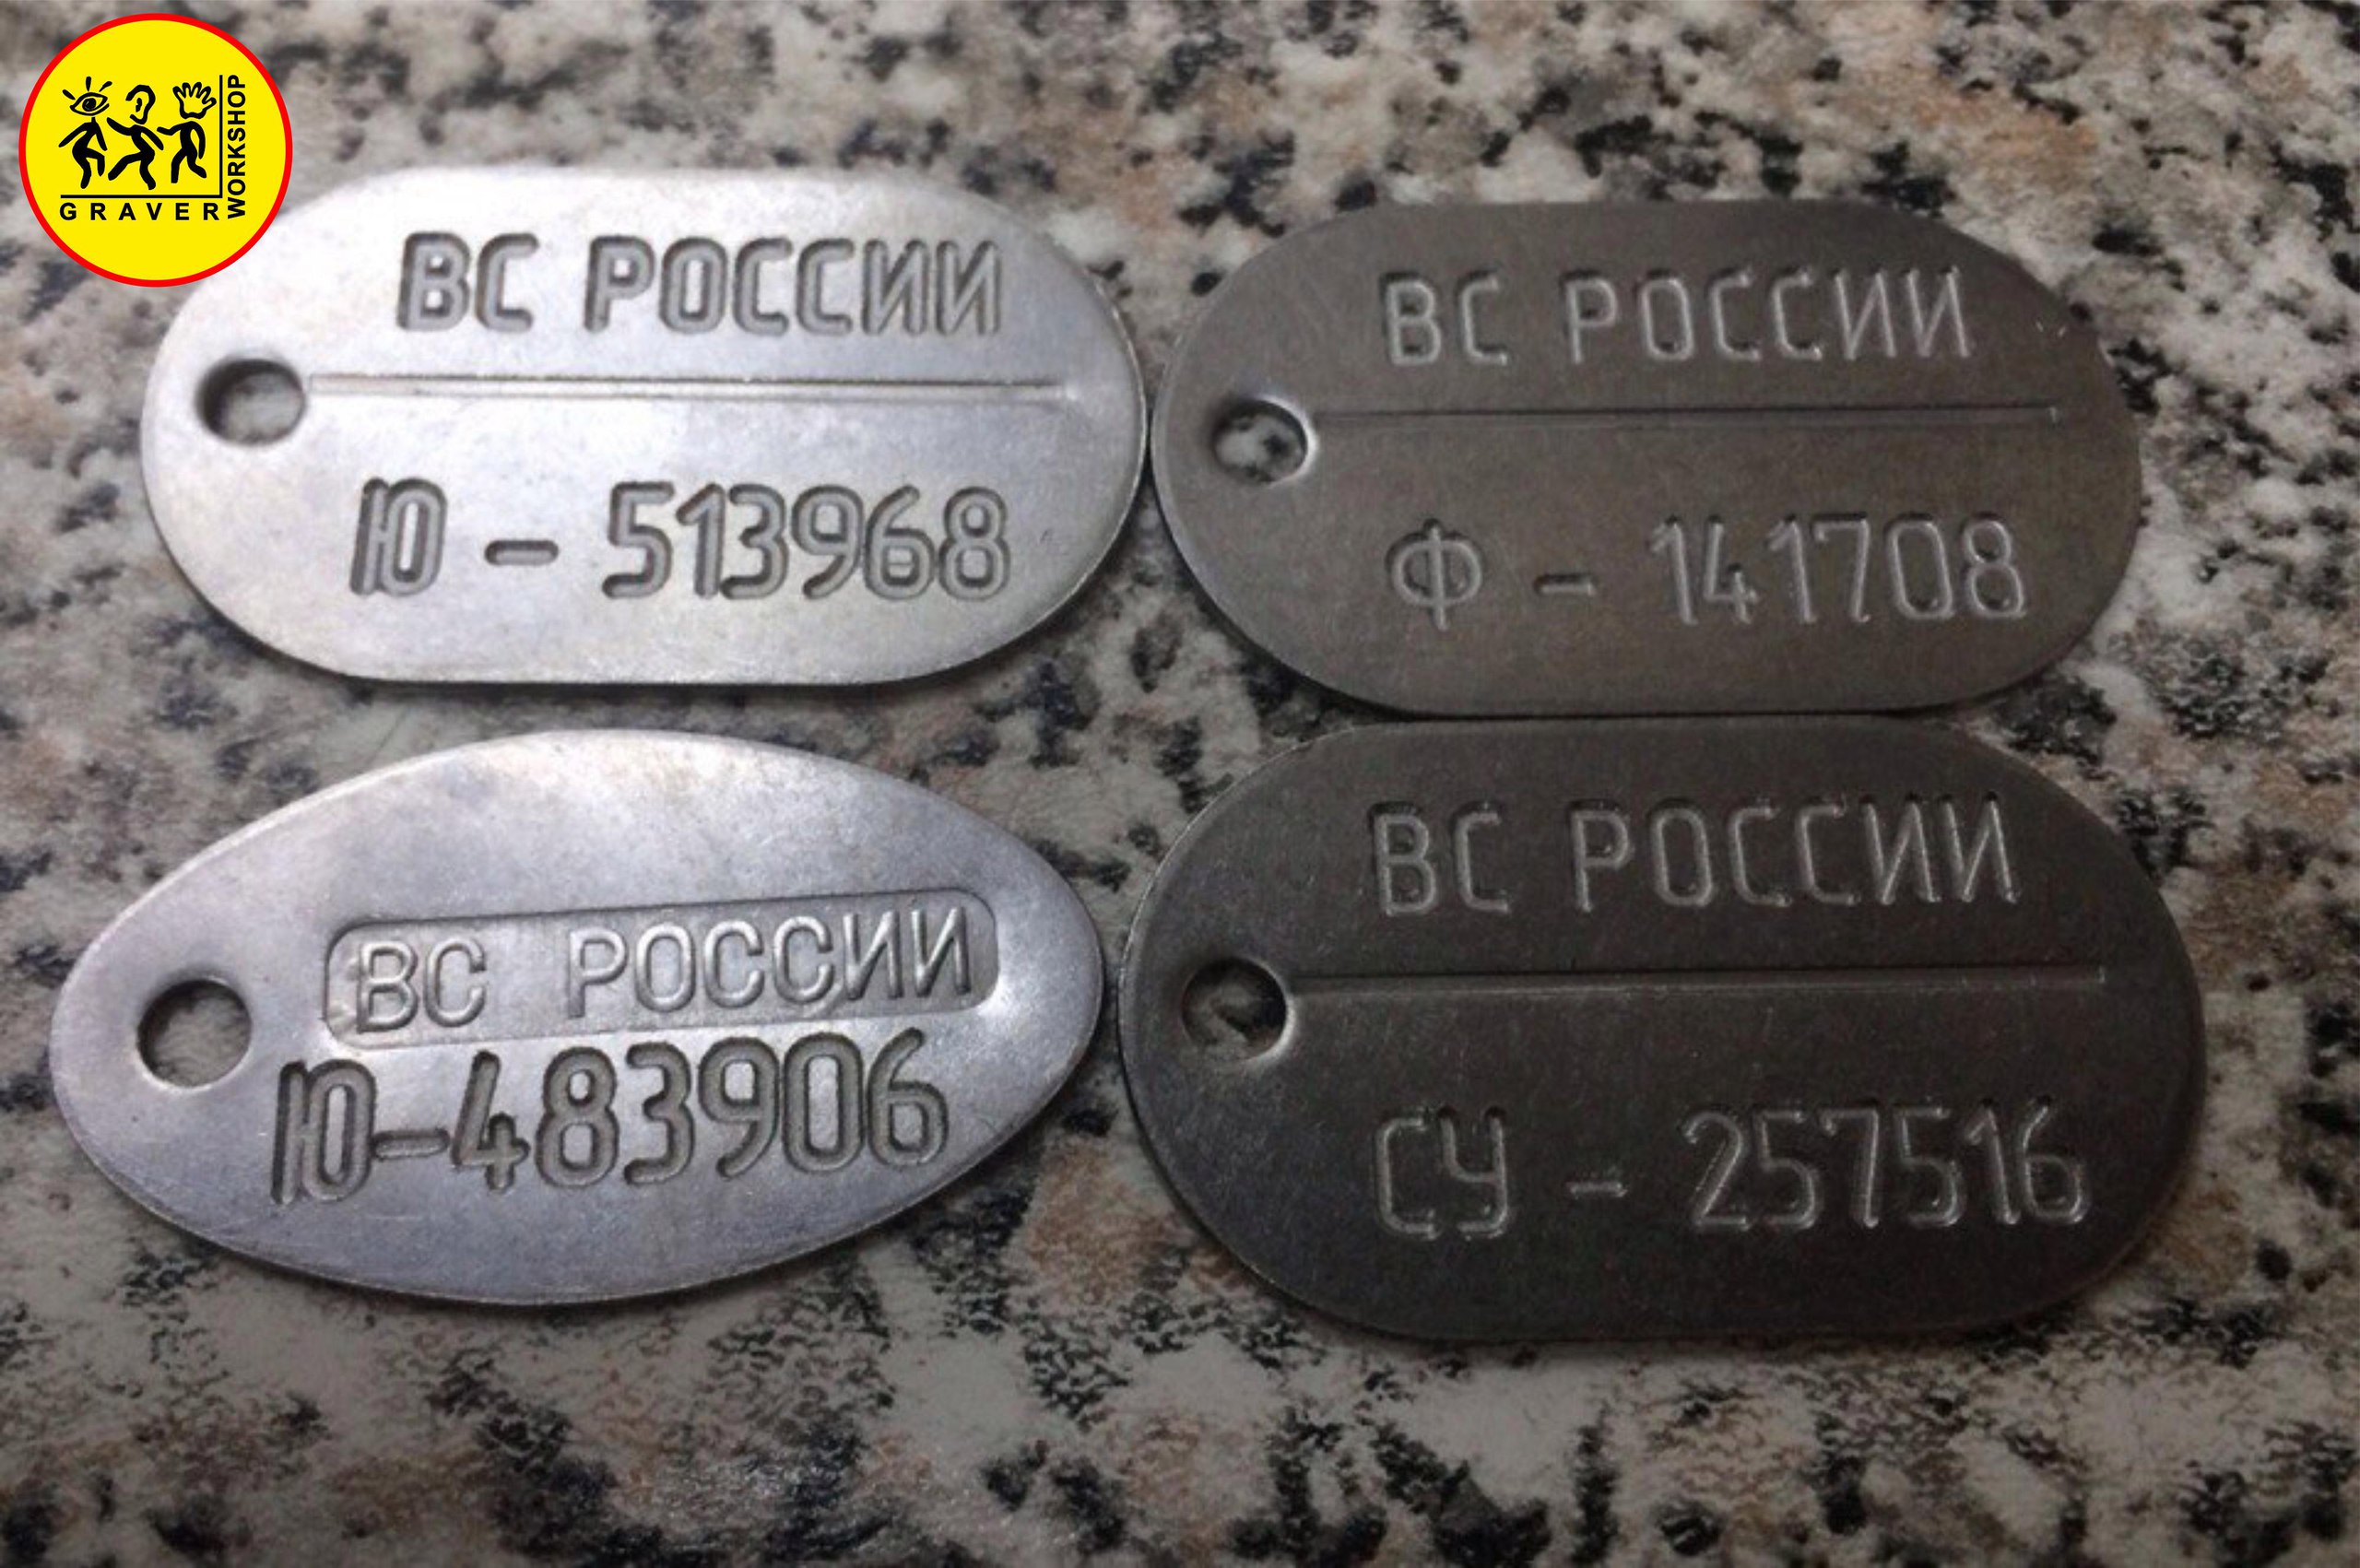 GRAVER
WORKSHOP
ВС РОССИИ
Ю - 513968
ВС РОССИИ
Ф - 141708
ВС РОССИИ
Ю-483906
ВС РОССИИ
СУ - 257516